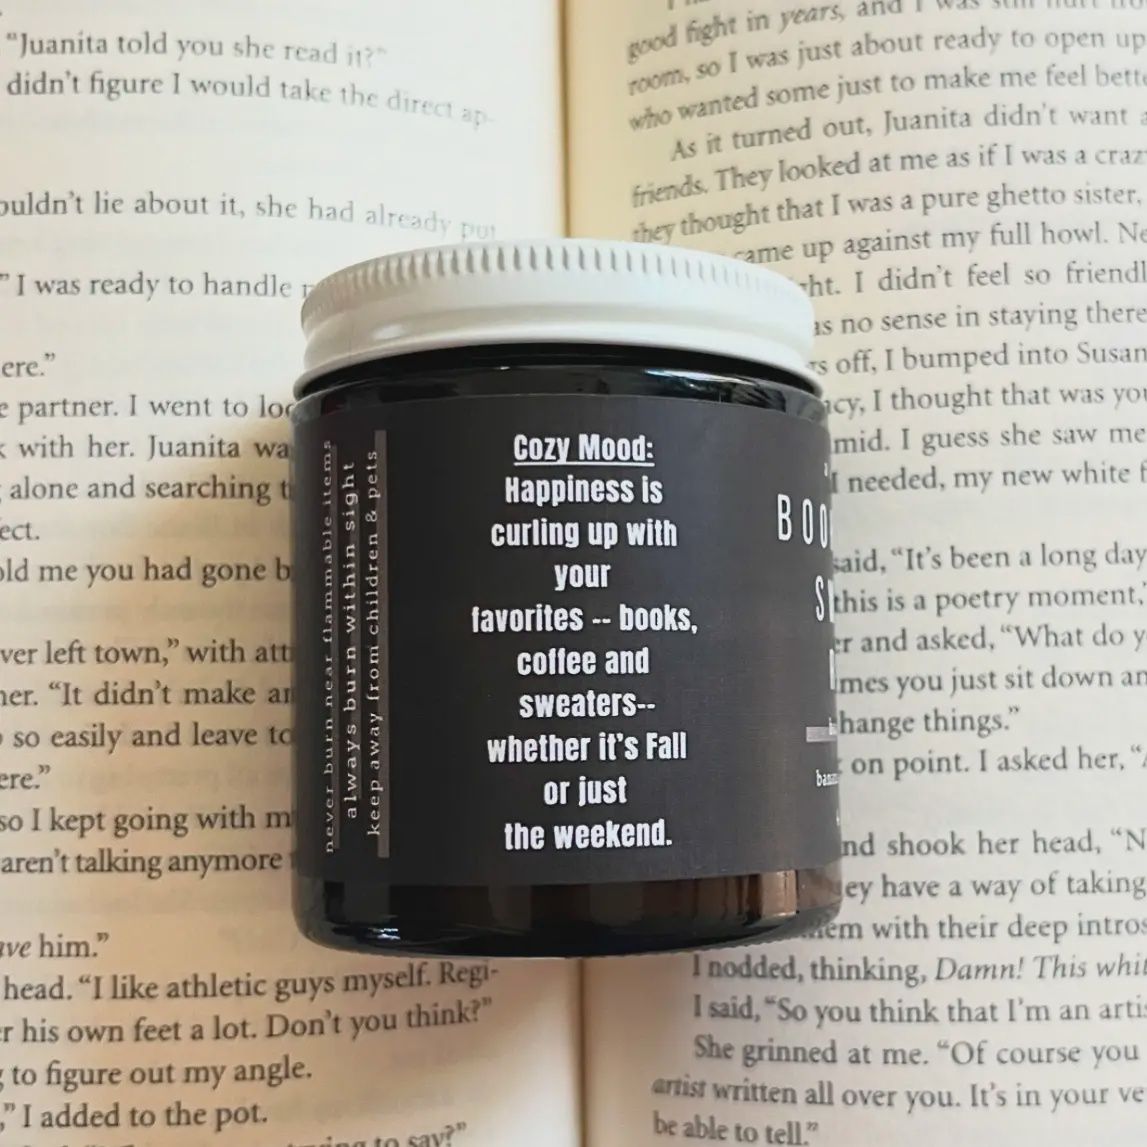 "Juanita told you she read it?"
didn't figure I would take the direct ap-
ouldn't lie about it, she had already put
" I was ready to handle
ere."
e partner. I went to loo
k with her. Juanita wa
alone and searching
ect.
old me you had gone b
ver left town," with att
ner. "It didn't make an
so easily and leave to
ere."
so I kept going with m
aren't talking anymore
ave him."
head. "I like athletic guys myself. Regi-
r his own feet a lot. Don't you think?"
g to figure out my angle.
," I added to the pot.
to say?"
never burn near flammable items
always burn within sight
keep away from children & pets
Cozy Mood:
Happiness is
curling up with
your
favorites -- books,
coffee and
sweaters--
whether it's Fall
or just
the weekend.
BOO
S
B
good fight in years, and I was still hurt
room, so I was just about ready to open up
who wanted some just to make me feel bette
As it turned out, Juanita didn't want a
friends. They looked at me as if I was a craz
they thought that I was a pure ghetto sister,
came up against my full howl. Ne
ht. I didn't feel so friendl
as no sense in staying there
s off, I bumped into Susan
cy, I thought that was you
mid. I guess she saw me
I needed, my new white f
said, "It's been a long day
this is a poetry moment,"
er and asked, "What do y
mes you just sit down an
hange things."
on point. I asked her, "
nd shook her head, "N
ey have a way of taking
em with their deep intros
I nodded, thinking, Damn! This whit
I said, "So you think that I'm an artis
She grinned at me. "Of course you
artist written all over you. It's in your ve
be able to tell."